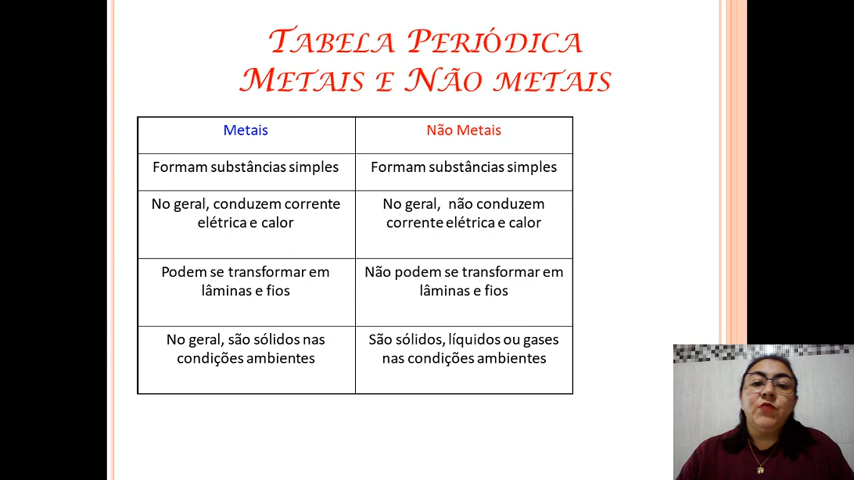 TABELA PERIÓDICA
METAIS E NÃO METAIS
Metais
Não Metais
Formam substâncias simples
Formam substâncias simples
No geral, conduzem corrente
elétrica e calor
No geral, não conduzem
corrente elétrica e calor
Podem se transformar em
lâminas e fios
Não podem se transformar em
lâminas e fios
No geral, são sólidos nas
condições ambientes
São sólidos, líquidos ou gases
nas condições ambientes